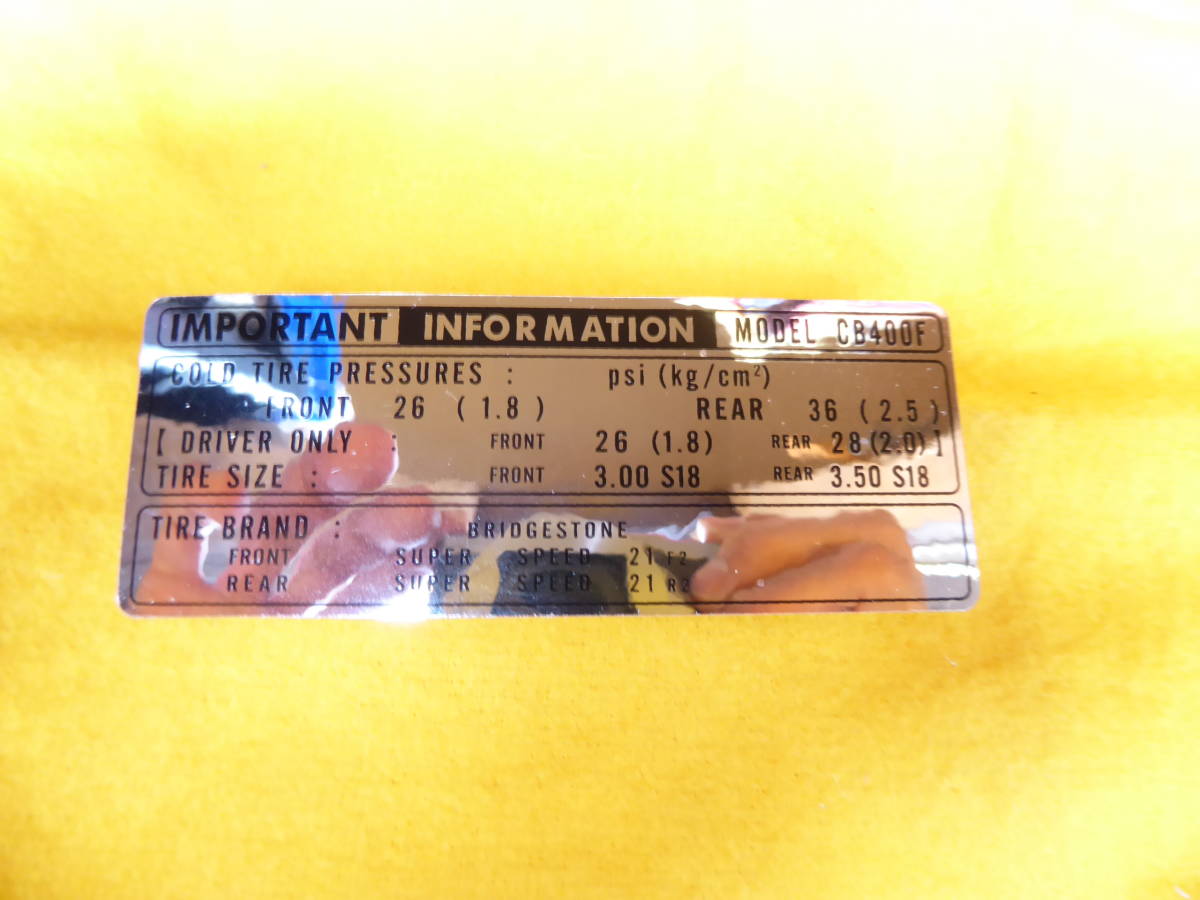 IMPORTANT INFORMATION MODEL CB400F
COLD TIRE PRESSURES : psi (kg/cm²)
FRONT 26 (1.8) REAR 36 (2.5)
[ DRIVER ONLY : FRONT 26 (1.8) REAR 28 (2.0) ]
TIRE SIZE : FRONT 3.00 S18 REAR 3.50 S18
TIRE BRAND : BRIDGESTONE
FRONT SUPER SPEED 21 F2
REAR SUPER SPEED 21 R2